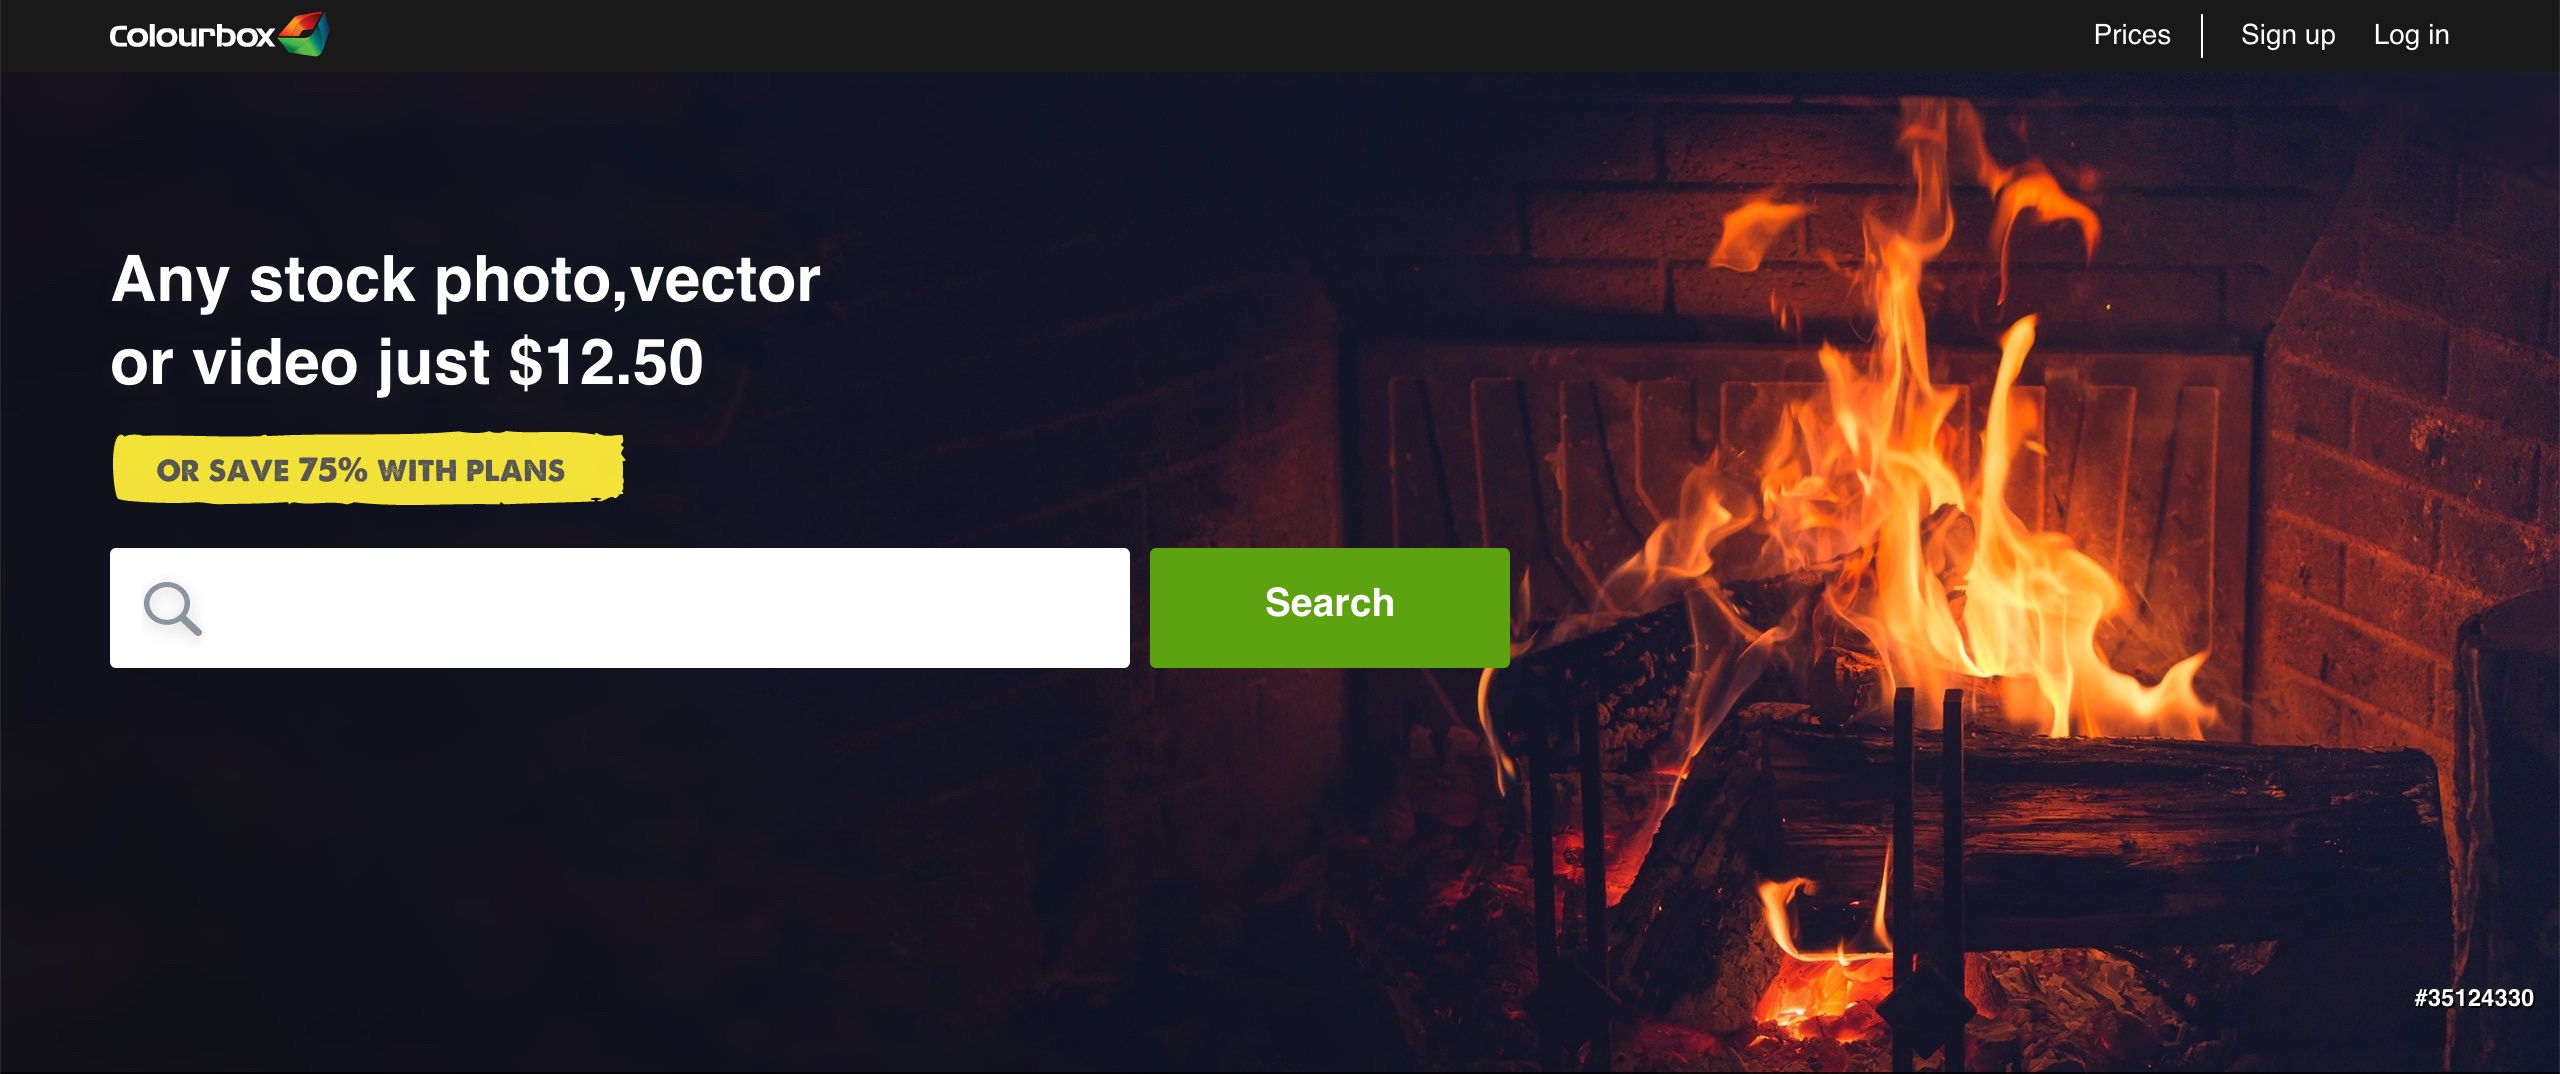 Colourbox
Prices
Sign up
Log in
Any stock photo,vector
or video just $12.50
OR SAVE 75% WITH PLANS
Search
#35124330